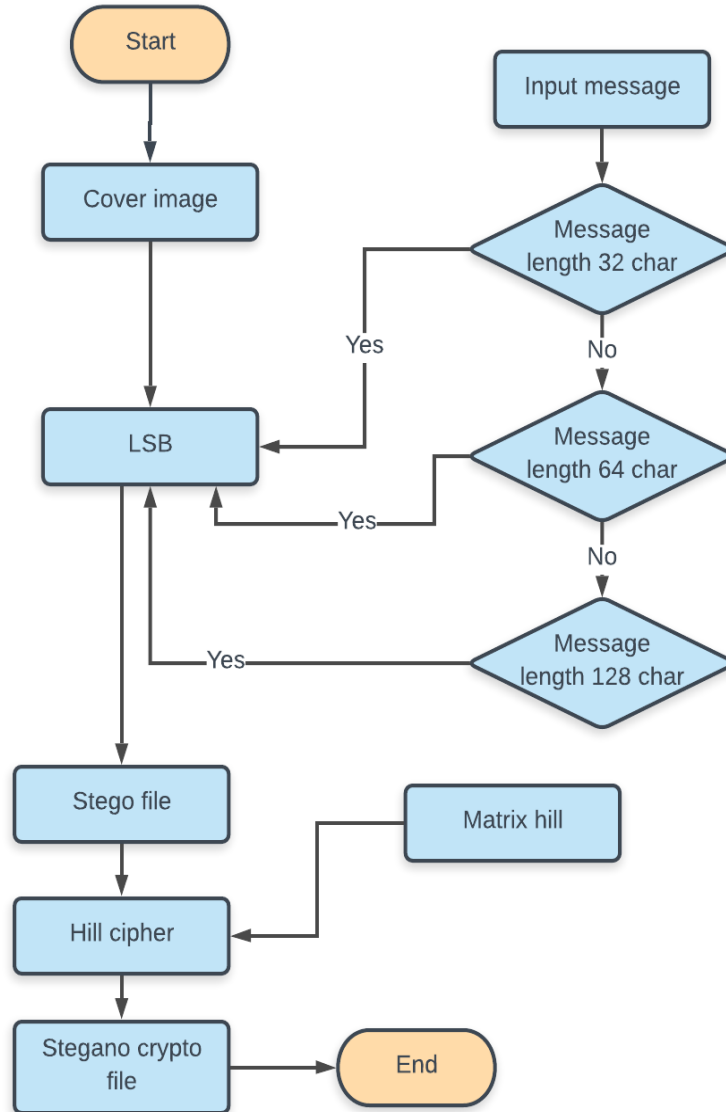 Start
Input message
Cover image
Message
length 32 char
Yes
No
LSB
Message
length 64 char
Yes
No
Message
length 128 char
Yes
Stego file
Matrix hill
Hill cipher
Stegano crypto
file
End